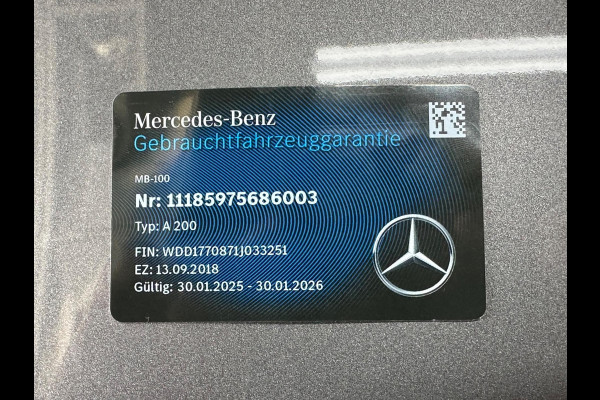 Mercedes-Benz
Gebrauchtfahrzeuggarantie
MB-100
Nr: 11185975686003
Typ: A 200
FIN: WDD1770871J033251
EZ: 13.09.2018
Gültig: 30.01.2025 - 30.01.2026